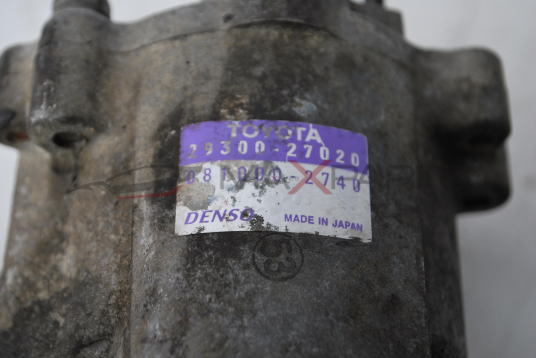 TOYOTA
29300-27020
081000-2740
DENSO MADE IN JAPAN